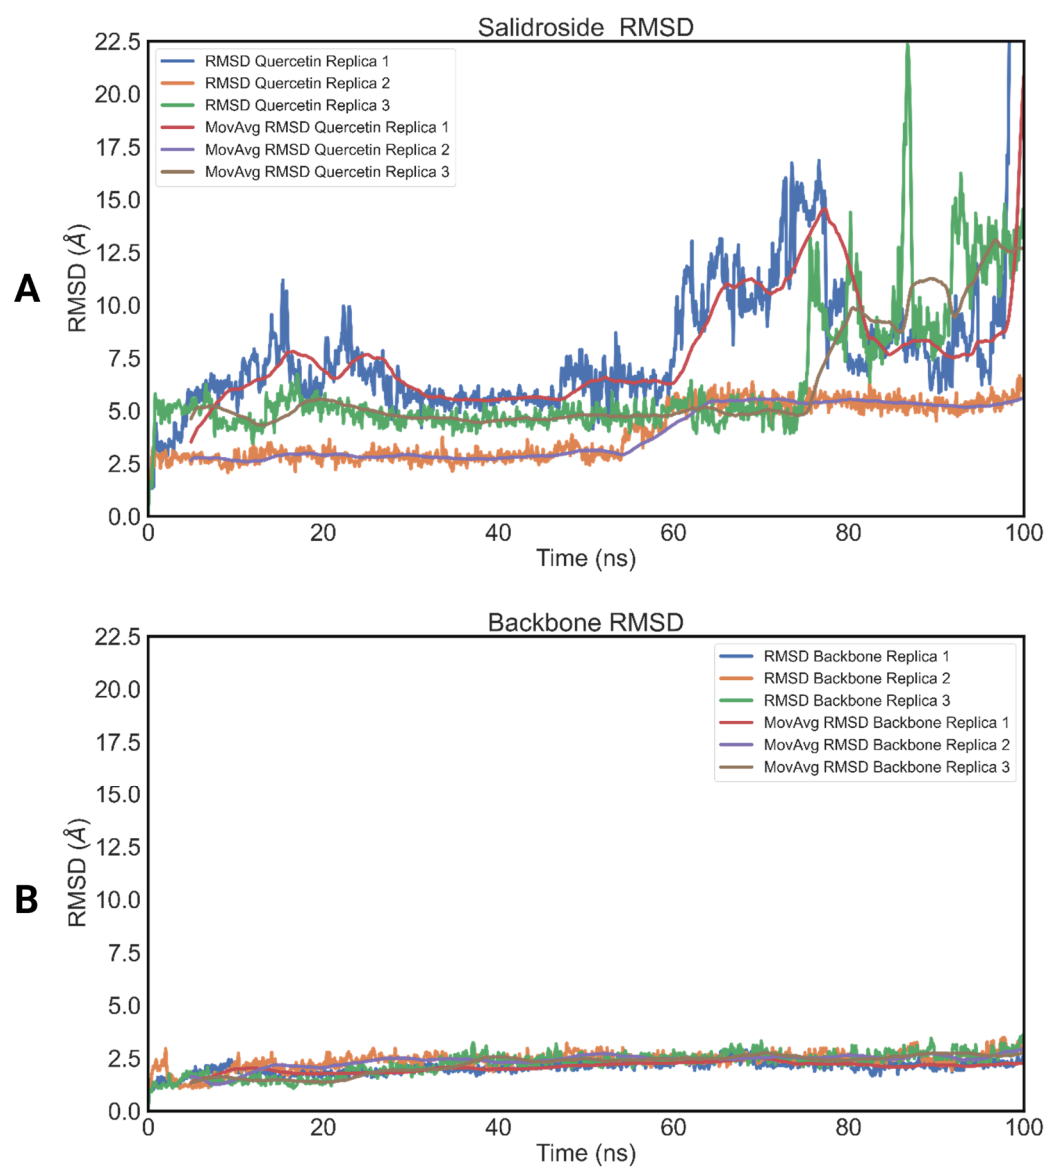 Salidroside  RMSD
A
RMSD (Å)
22.5
20.0
17.5
15.0
12.5
10.0
7.5
5.0
2.5
0.0
RMSD Quercetin Replica 1
RMSD Quercetin Replica 2
RMSD Quercetin Replica 3
MovAvg RMSD Quercetin Replica 1
MovAvg RMSD Quercetin Replica 2
MovAvg RMSD Quercetin Replica 3
0 20 40 60 80 100
Time (ns)
Backbone RMSD
B
RMSD (Å)
22.5
20.0
17.5
15.0
12.5
10.0
7.5
5.0
2.5
0.0
RMSD Backbone Replica 1
RMSD Backbone Replica 2
RMSD Backbone Replica 3
MovAvg RMSD Backbone Replica 1
MovAvg RMSD Backbone Replica 2
MovAvg RMSD Backbone Replica 3
0 20 40 60 80 100
Time (ns)